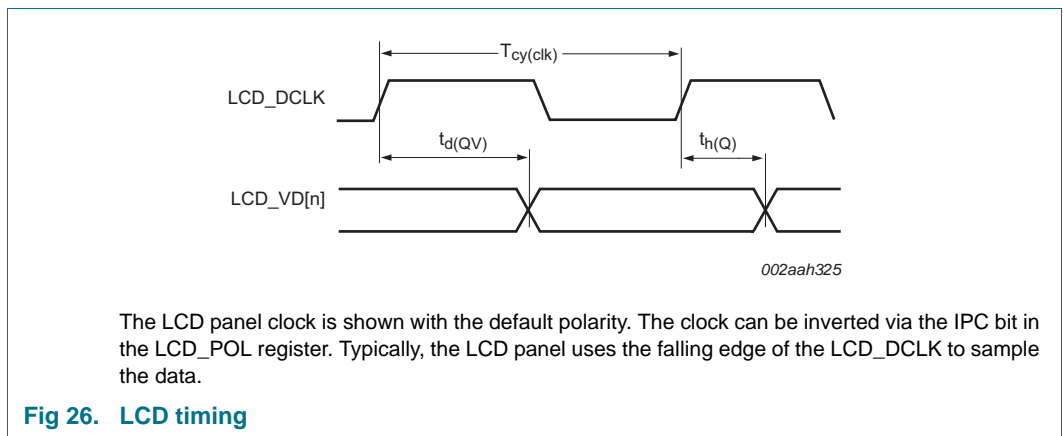 Tcy(clk)
LCD_DCLK
td(QV)
th(Q)
LCD_VD[n]
002aah325
The LCD panel clock is shown with the default polarity. The clock can be inverted via the IPC bit in
the LCD_POL register. Typically, the LCD panel uses the falling edge of the LCD_DCLK to sample
the data.
Fig 26. LCD timing